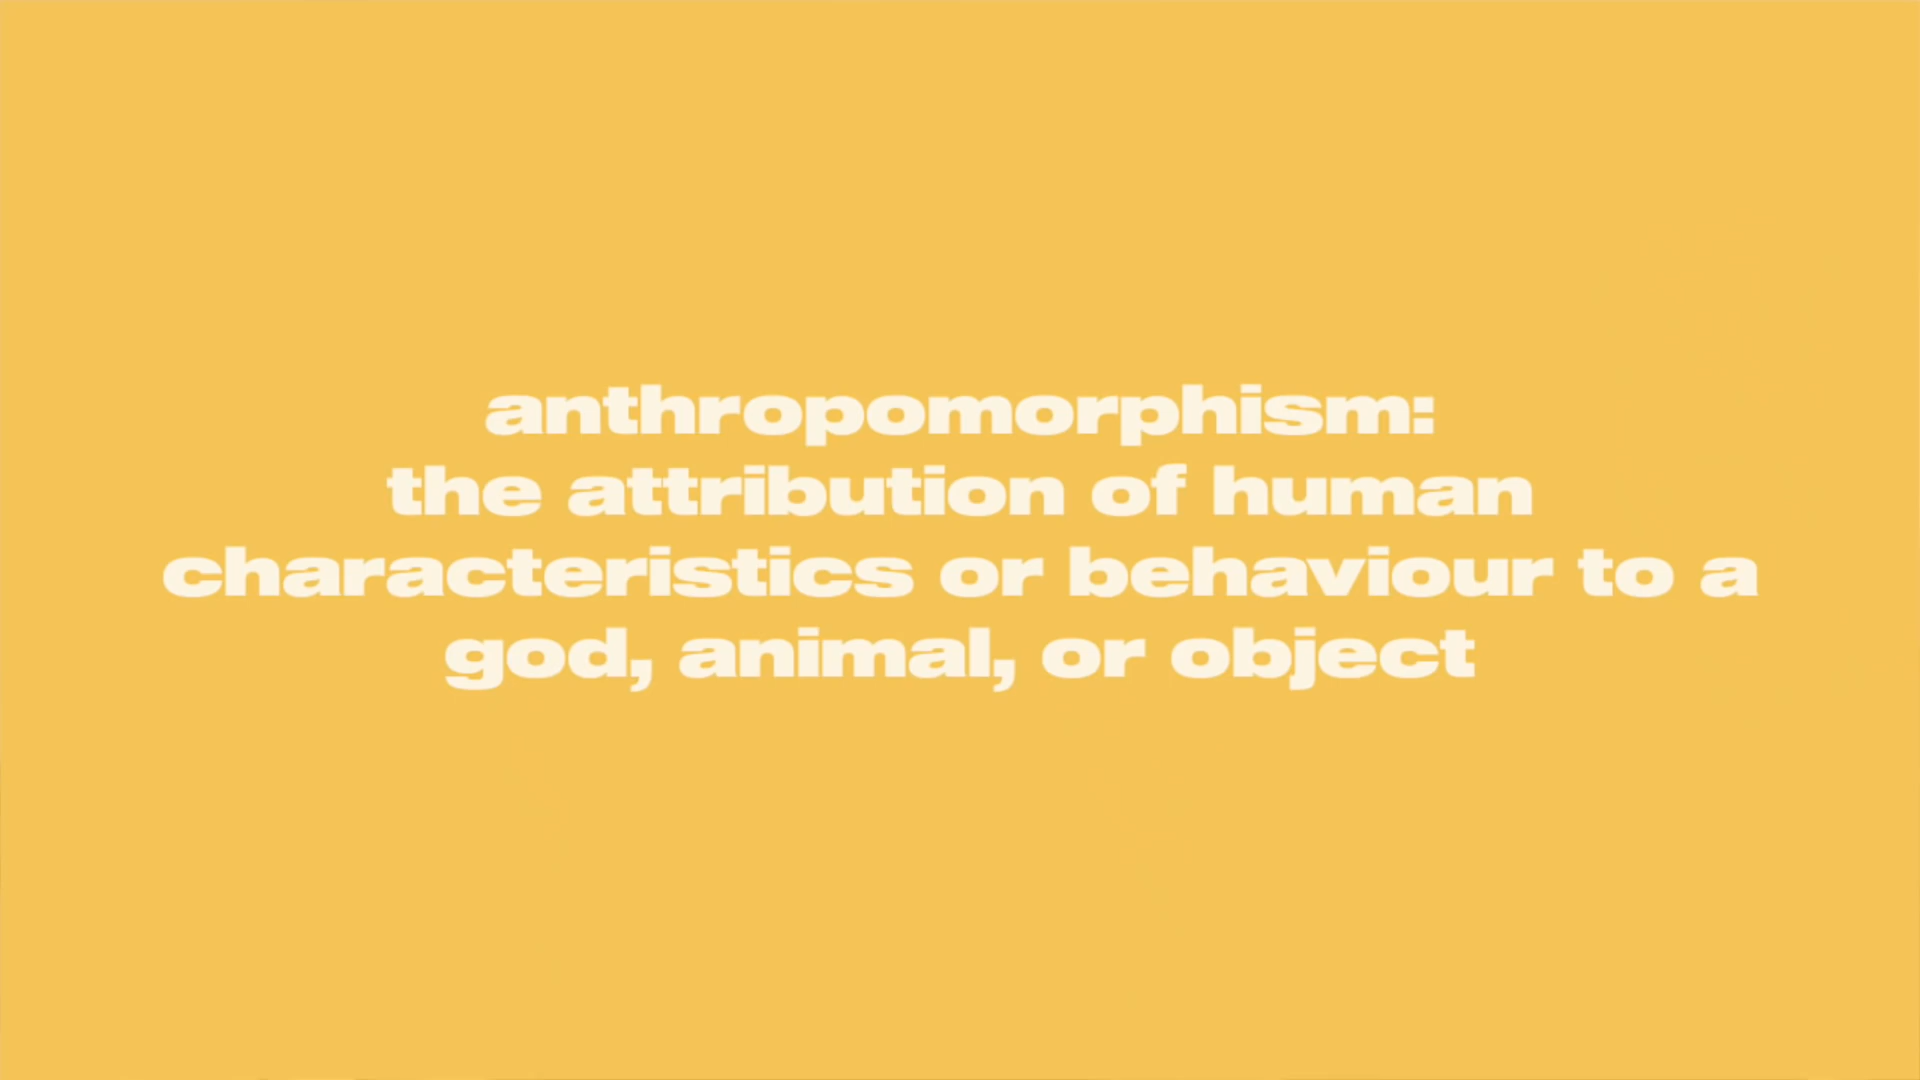 anthropomorphism:
the attribution of human
characteristics or behaviour to a
god, animal, or object